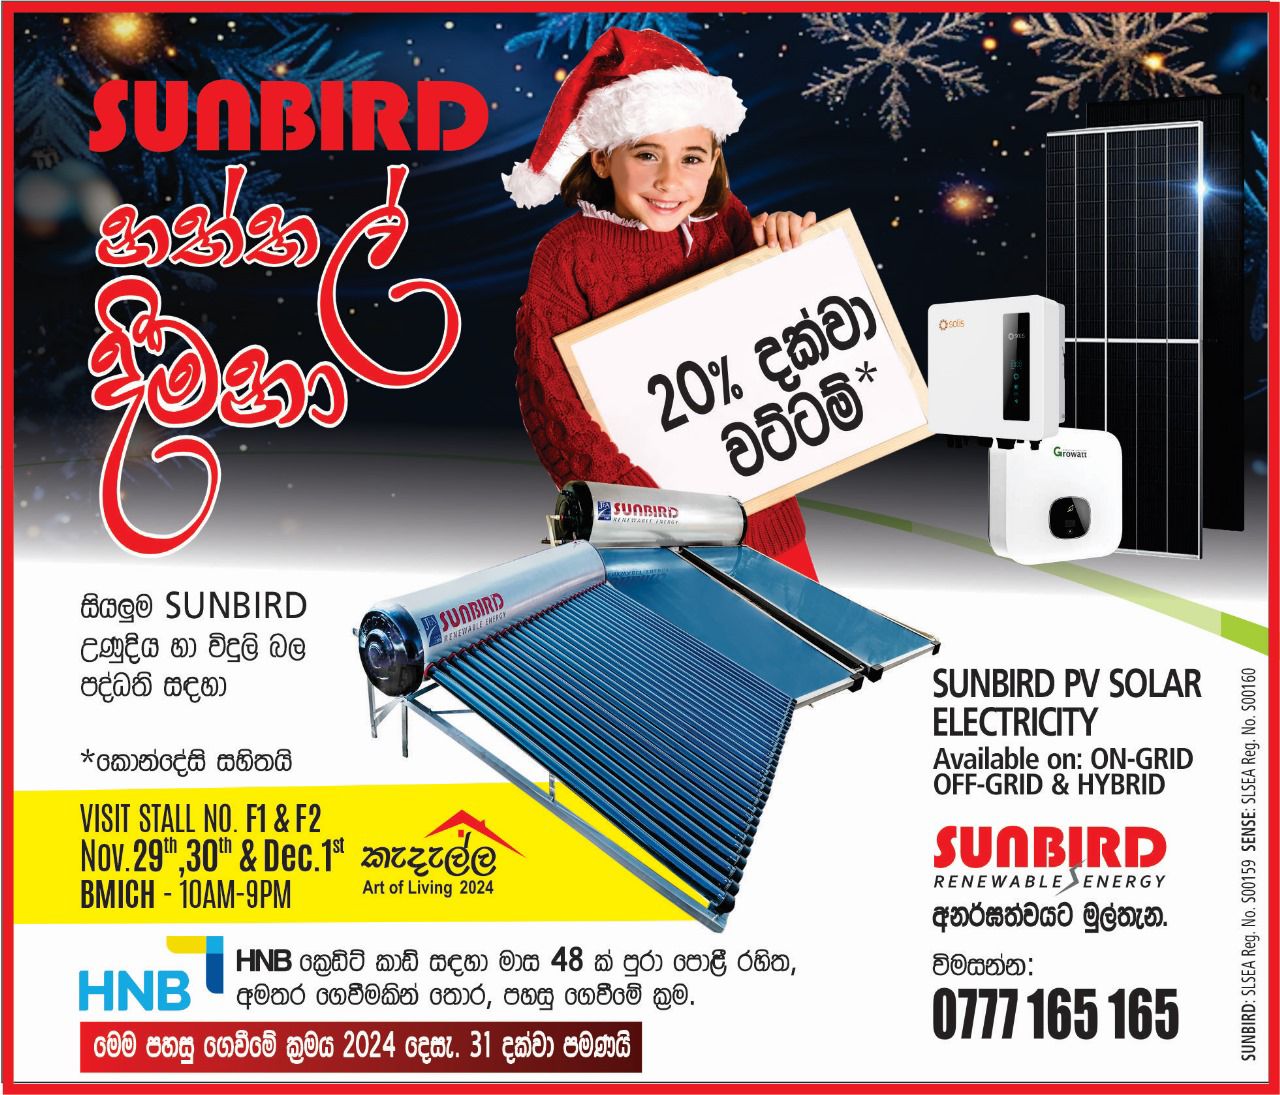 SUNBIRD
නත්තල්
දීමනා
20% දක්වා
වට්ටම්*
solis
SOLIS
Growatt
SUNBIRD
RENEWABLE ENERGY
SUNBIRD
RENEWABLE ENERGY
සියලුම SUNBIRD
උණුදිය හා විදුලි බල
පද්ධති සඳහා
*කොන්දේසි සහිතයි
VISIT STALL NO. F1 & F2
Nov.29th,30th & Dec.1st
BMICH - 10AM-9PM
කැදැල්ල
Art of Living 2024
HNB
HNB ක්‍රෙඩිට් කාඩ් සඳහා මාස 48 ක් පුරා පොළී රහිත,
අමතර ගෙවීමකින් තොර, පහසු ගෙවීමේ ක්‍රම.
මෙම පහසු ගෙවීමේ ක්‍රමය 2024 දෙසැ. 31 දක්වා පමණයි
SUNBIRD PV SOLAR
ELECTRICITY
Available on: ON-GRID
OFF-GRID & HYBRID
SUNBIRD
RENEWABLE ENERGY
අනර්ඝත්වයට මුල්තැන.
විමසන්න:
0777 165 165
SUNBIRD: SLSEA Reg. No. S00159 SENSE: SLSEA Reg. No. S00160